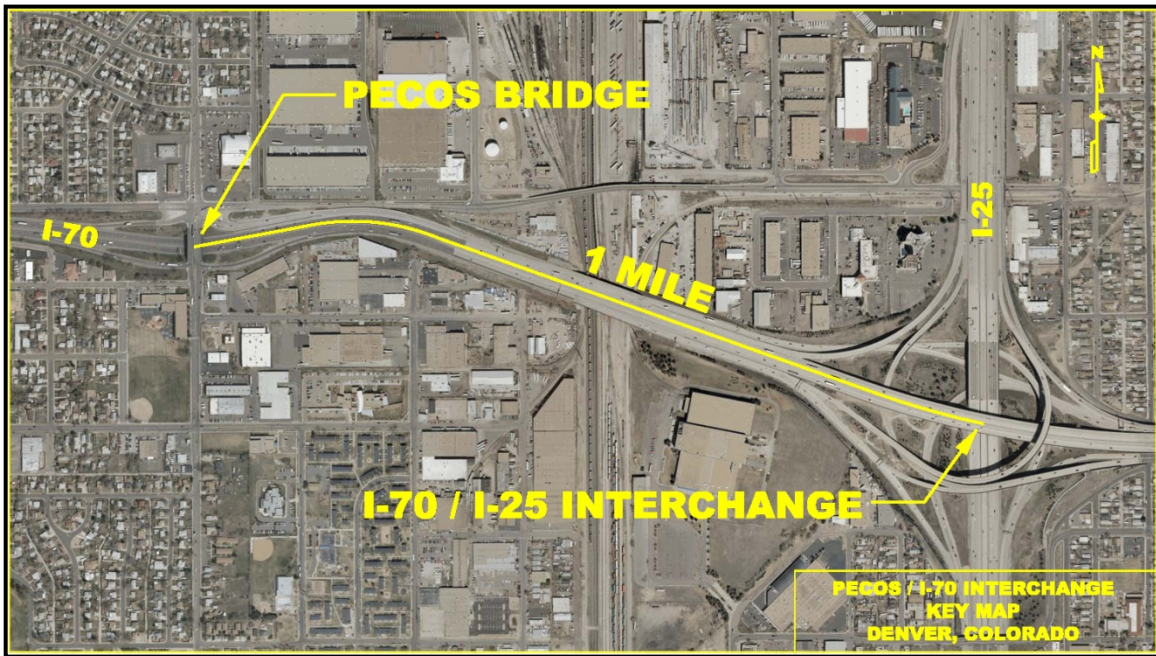 PECOS BRIDGE
N
I-70
I-25
1 MILE
I-70 / I-25 INTERCHANGE
PECOS / I-70 INTERCHANGE
KEY MAP
DENVER, COLORADO